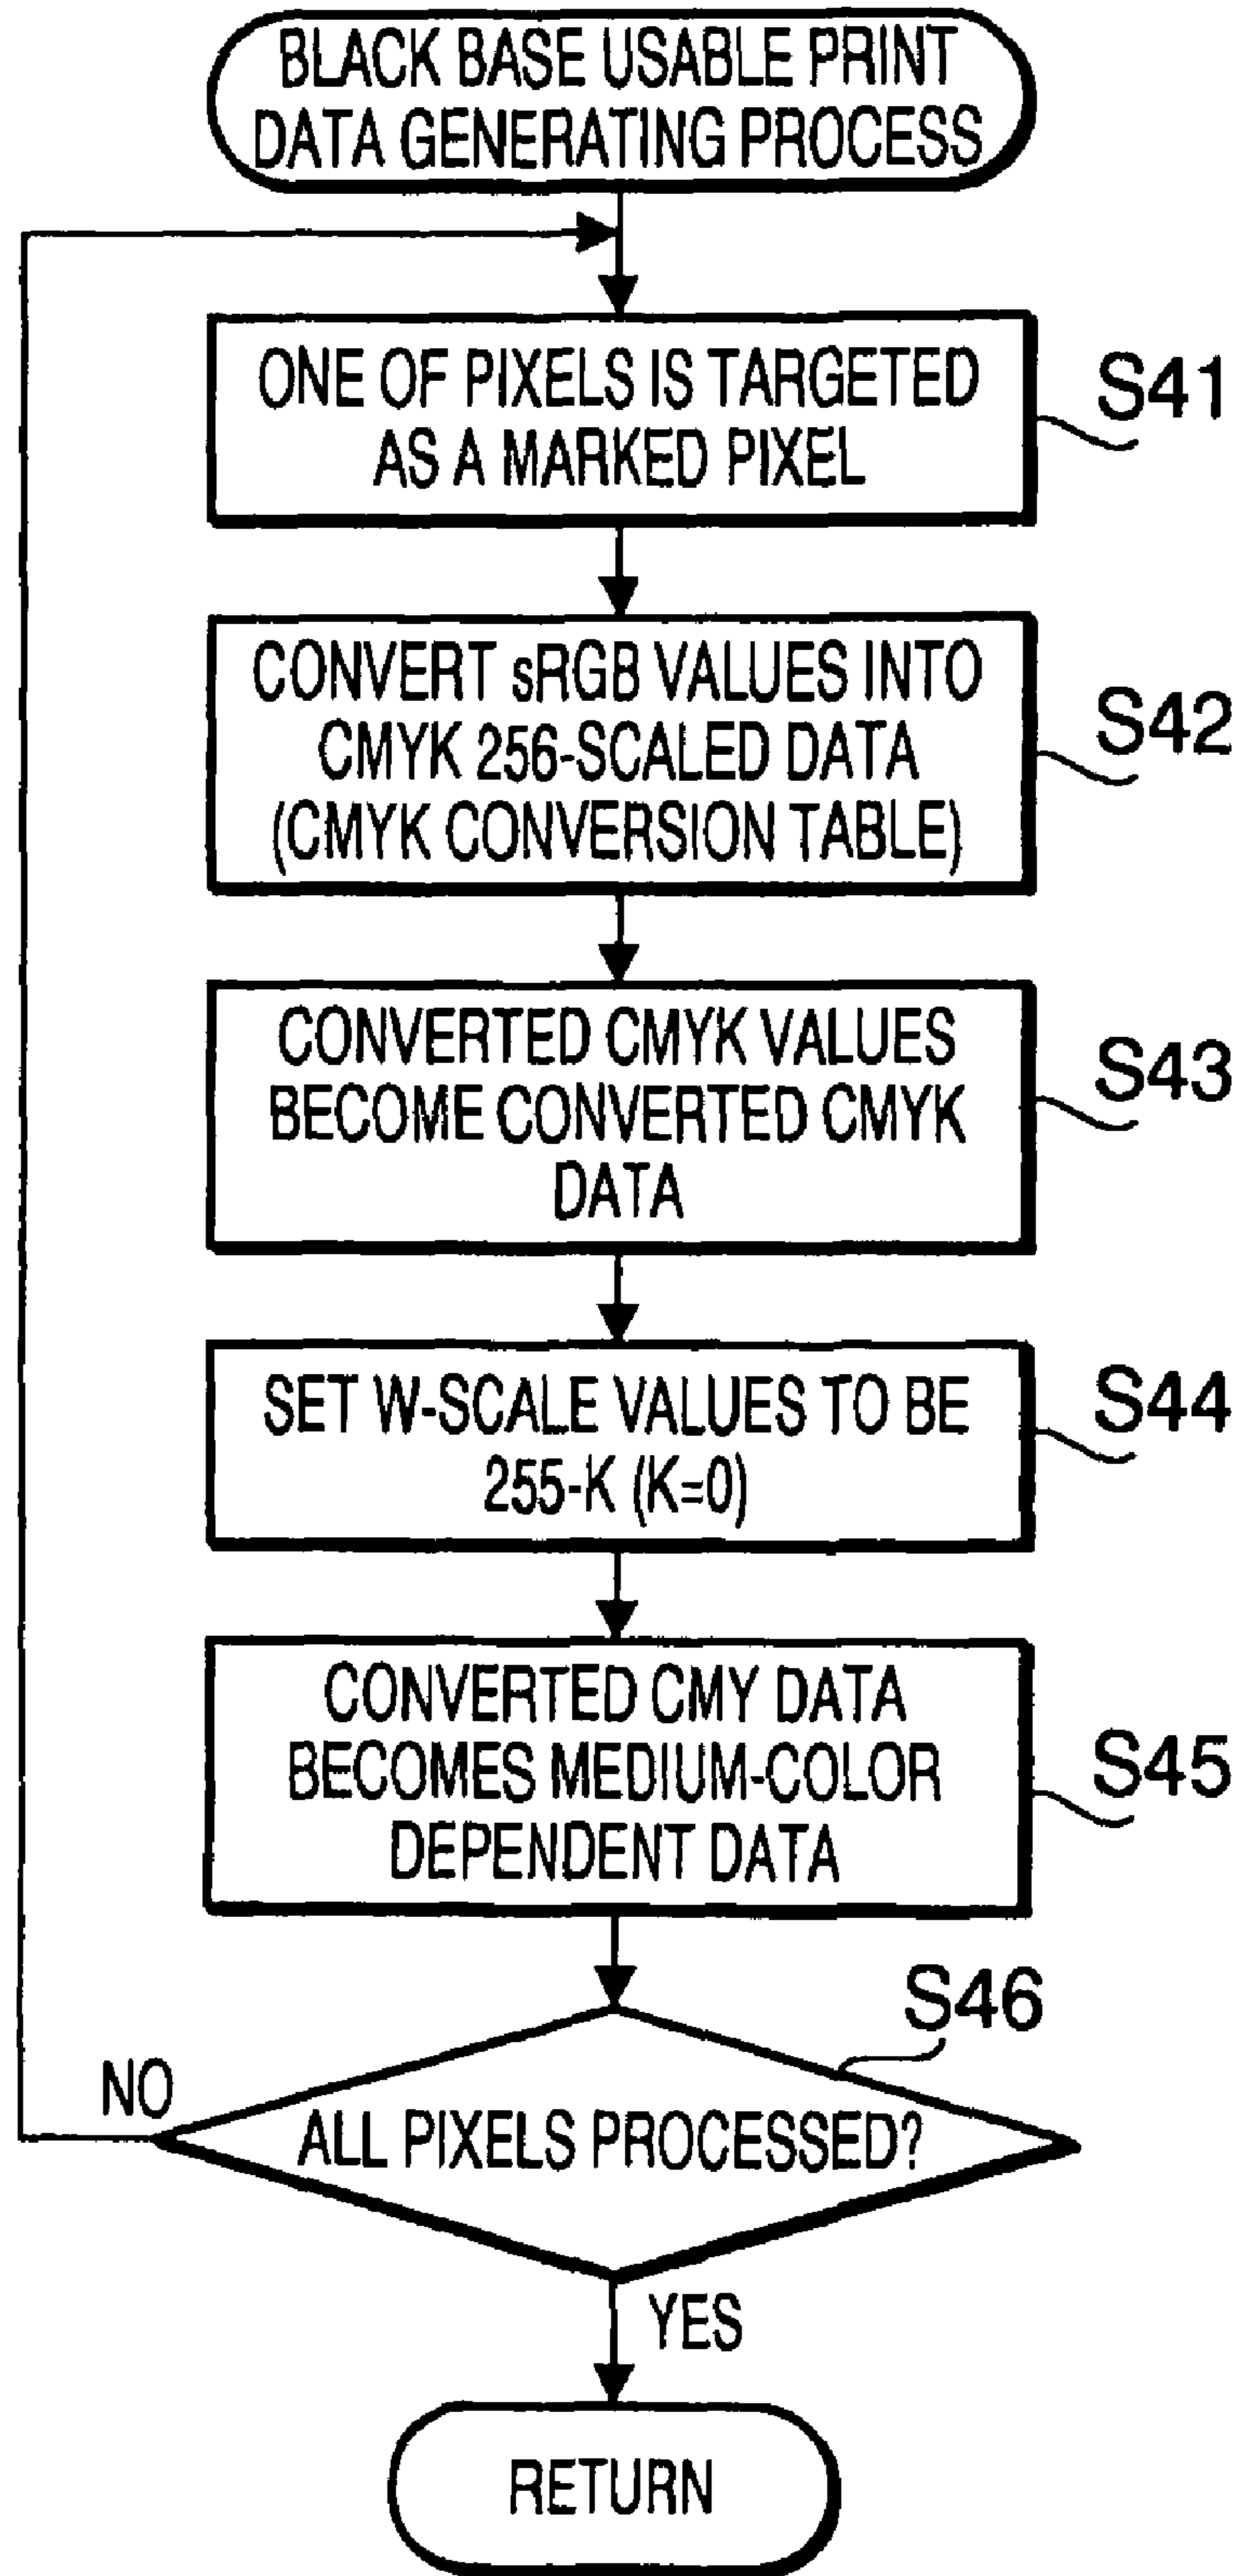 BLACK BASE USABLE PRINT
DATA GENERATING PROCESS
ONE OF PIXELS IS TARGETED
AS A MARKED PIXEL
S41
CONVERT sRGB VALUES INTO
CMYK 256-SCALED DATA
(CMYK CONVERSION TABLE)
S42
CONVERTED CMYK VALUES
BECOME CONVERTED CMYK
DATA
S43
SET W-SCALE VALUES TO BE
255-K (K=0)
S44
CONVERTED CMY DATA
BECOMES MEDIUM-COLOR
DEPENDENT DATA
S45
S46
NO
ALL PIXELS PROCESSED?
YES
RETURN